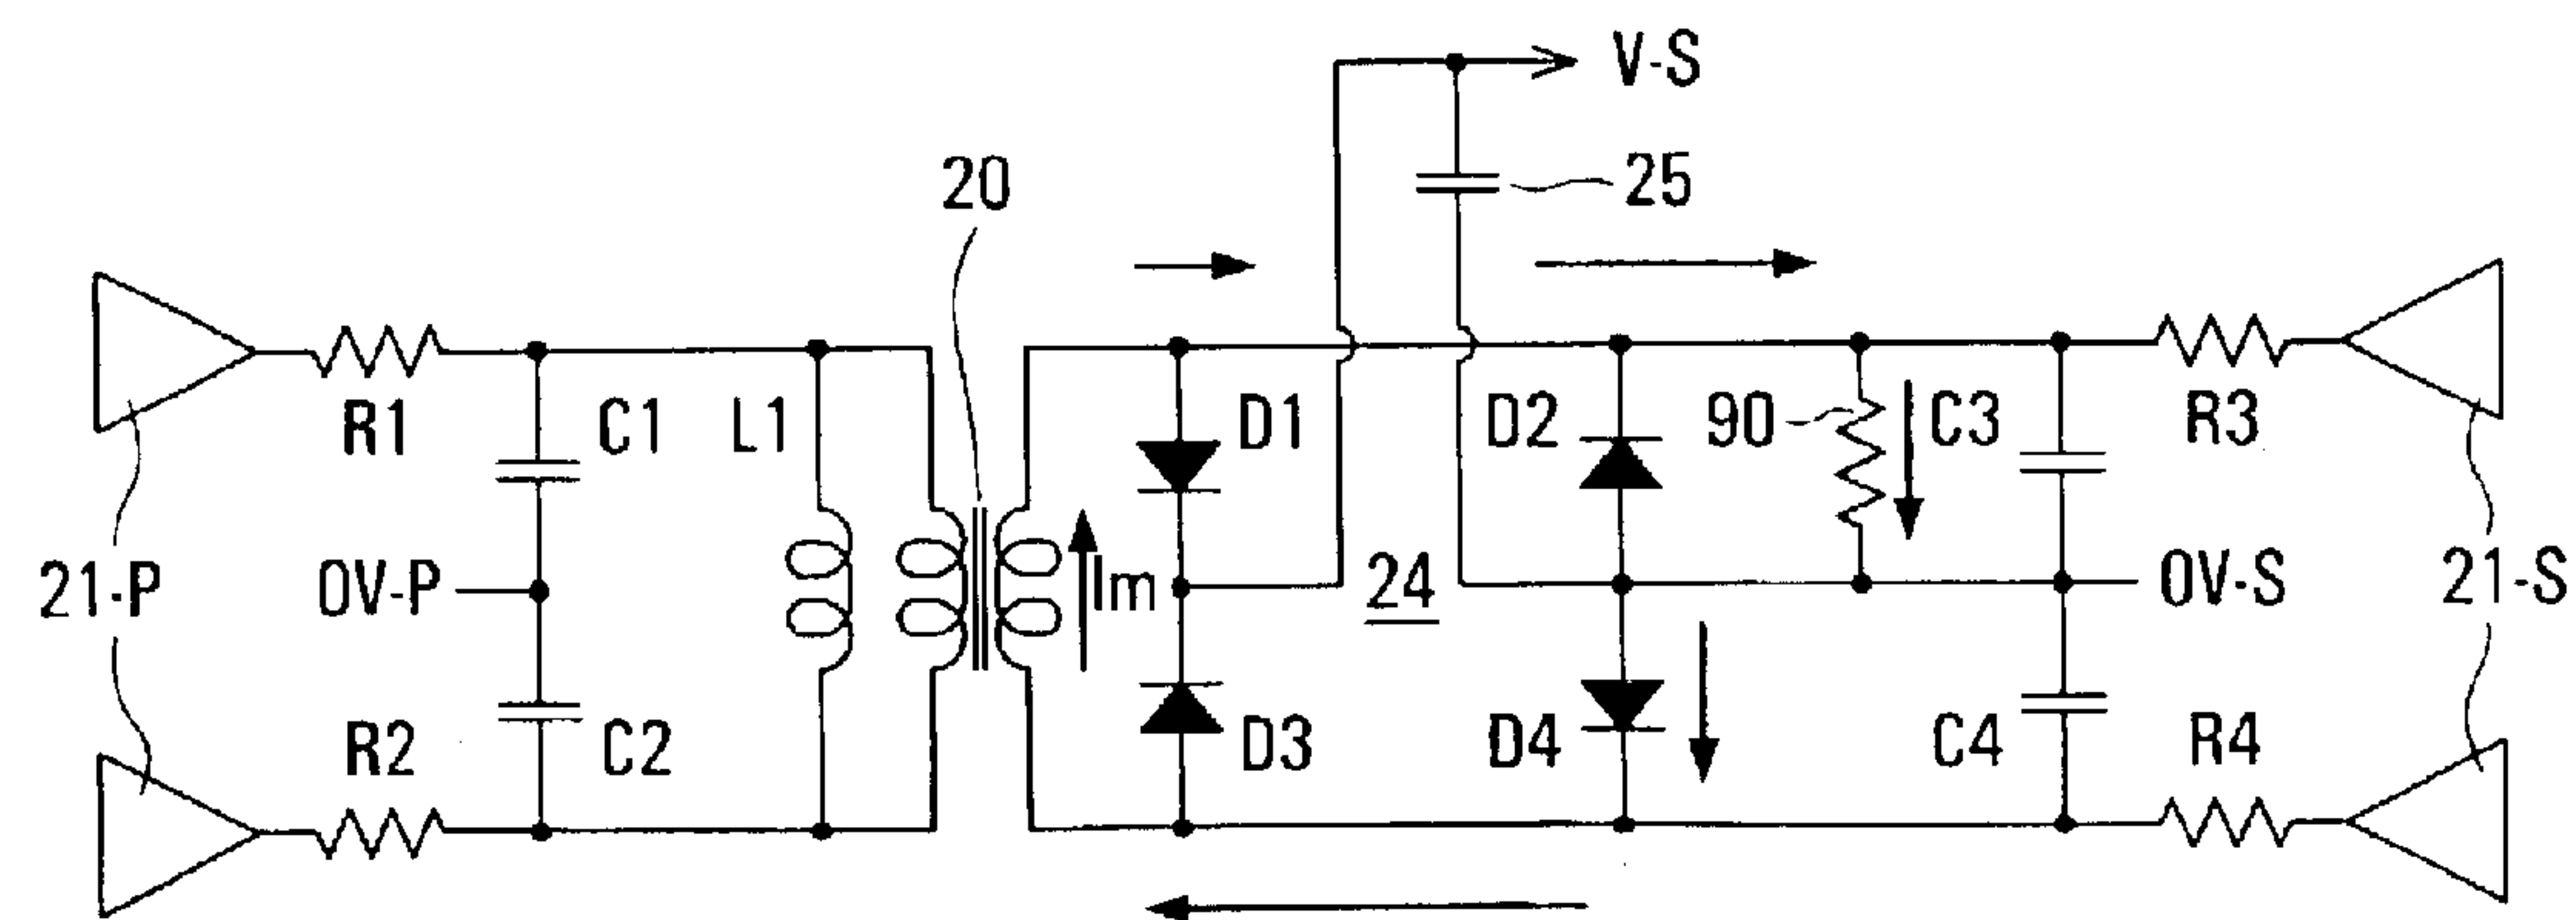 V-S
20
25
R1
C1
L1
D1
D2
90
C3
R3
21-P
0V-P
Im
24
0V-S
21-S
R2
C2
D3
D4
C4
R4